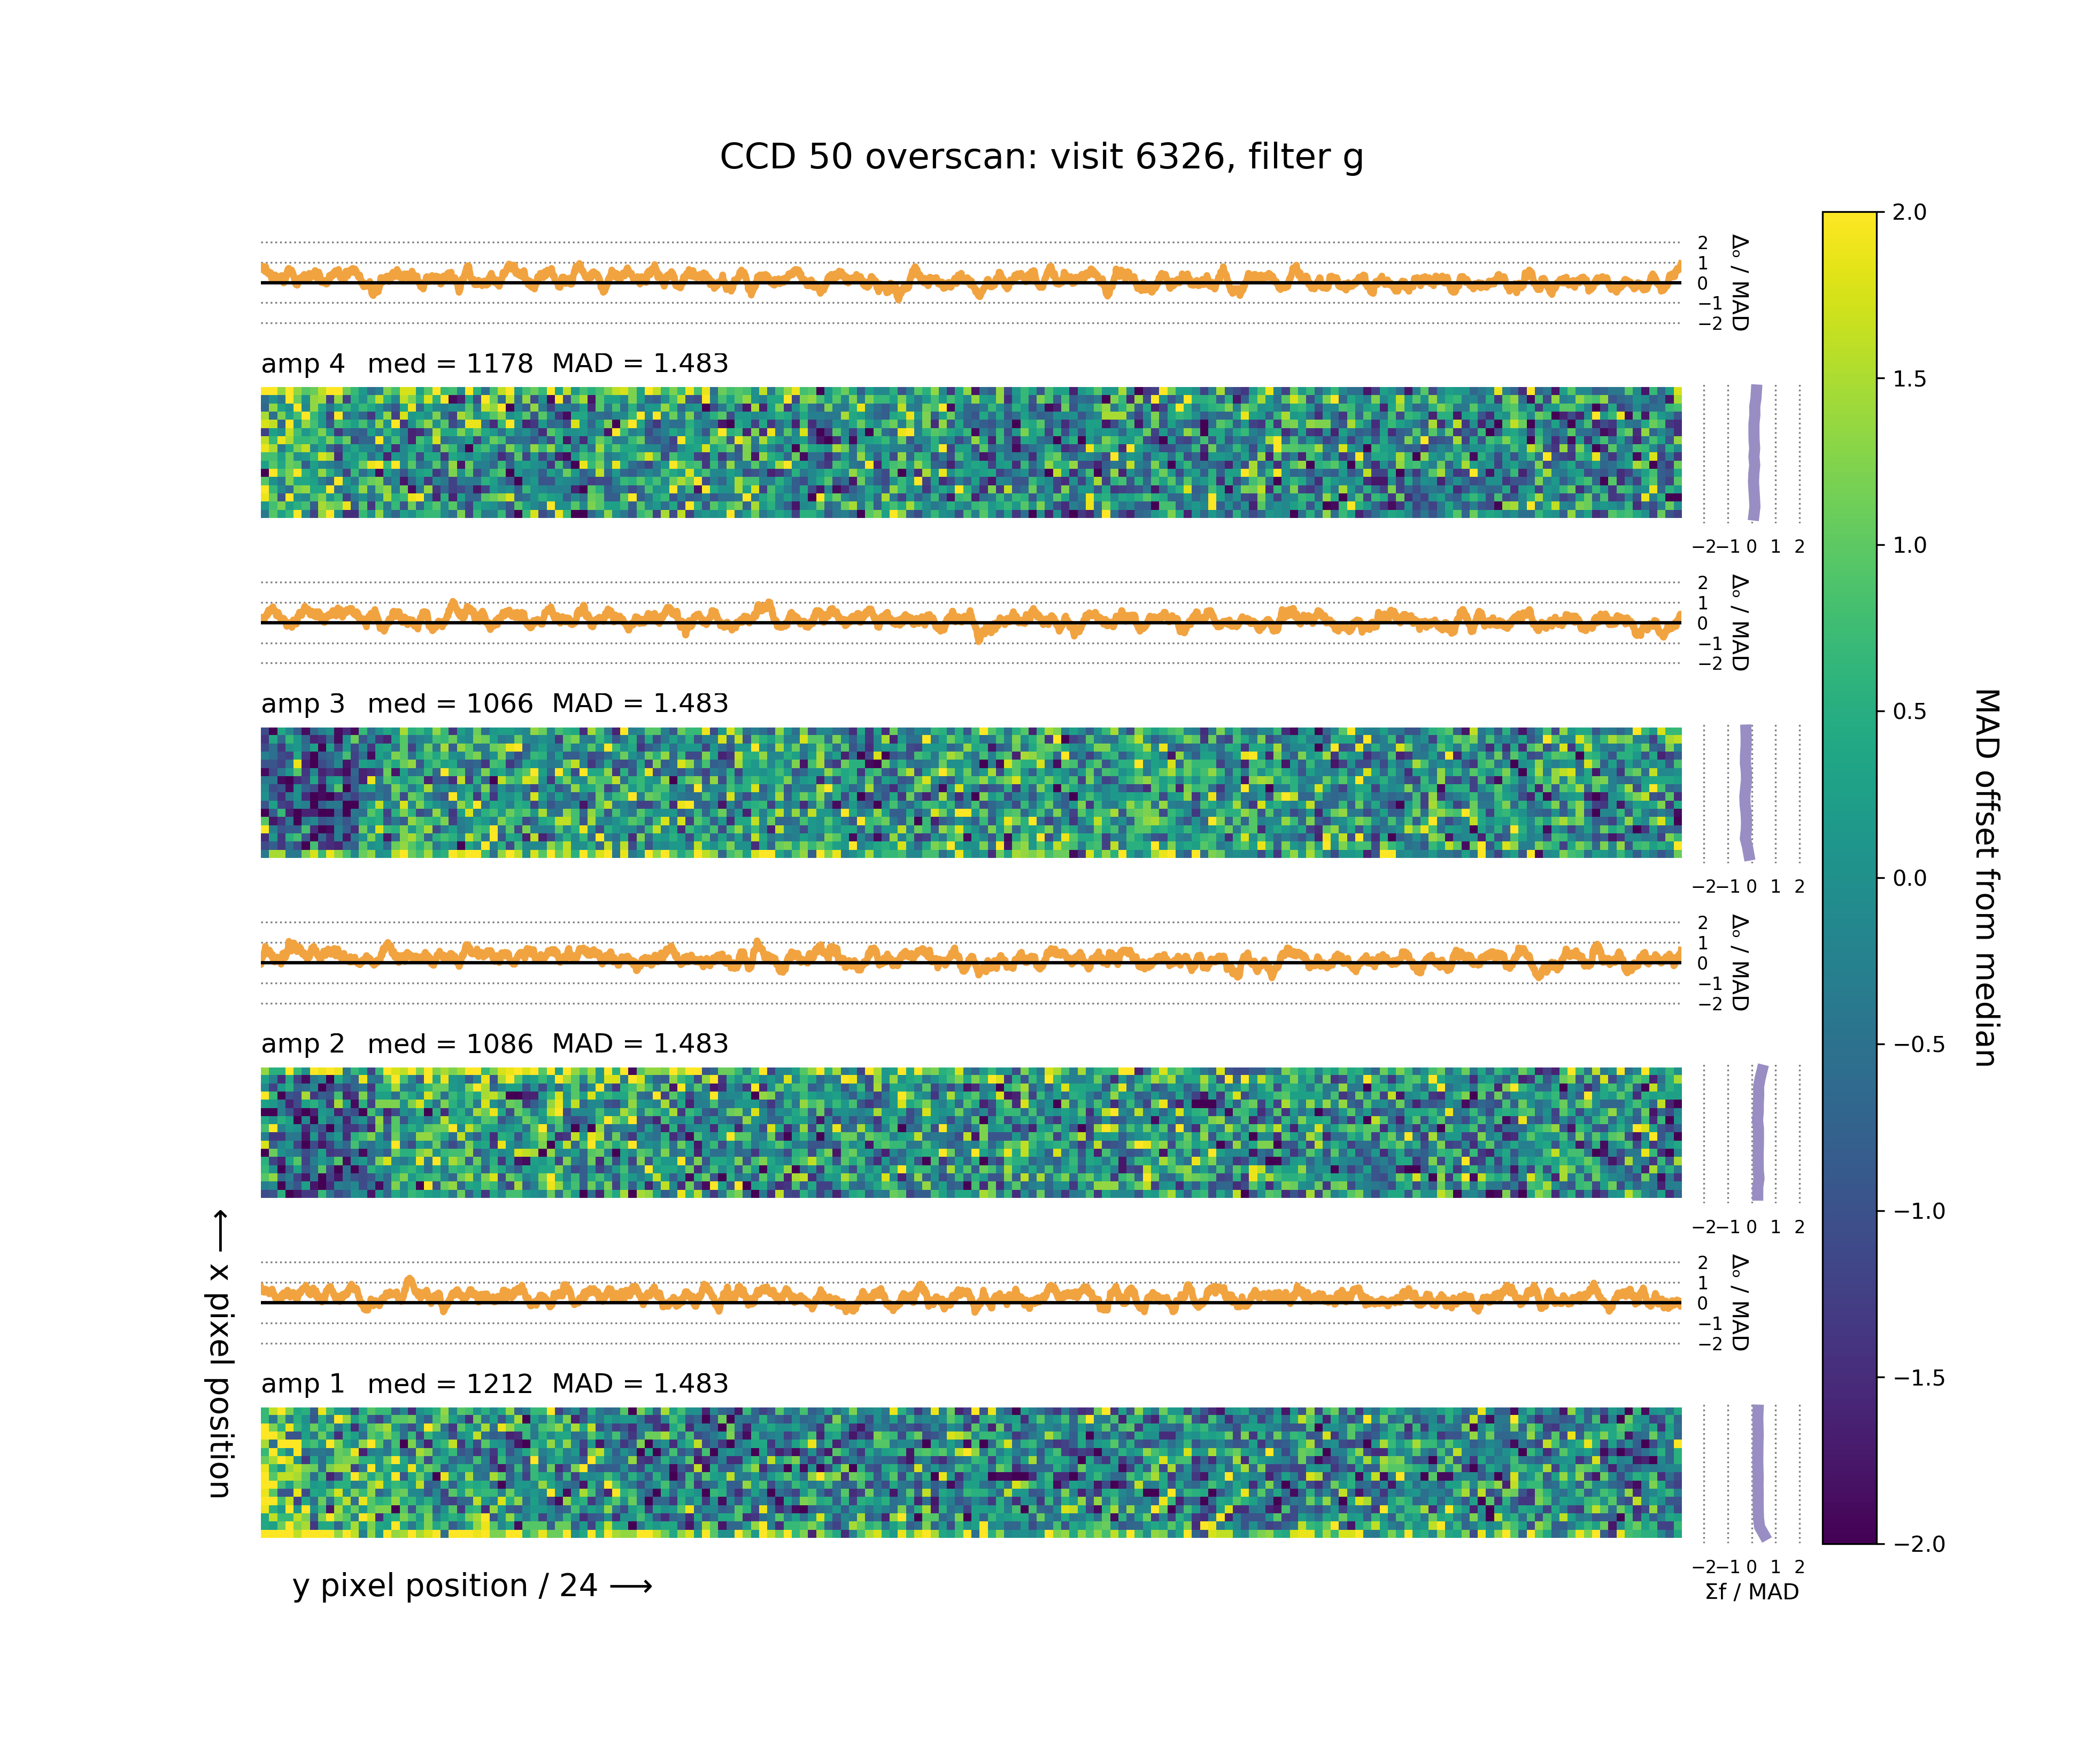 CCD 50 overscan: visit 6326, filter g
2
1
0
−1
−2
Δₒ / MAD
amp 4 med = 1178 MAD = 1.483
−2 −1 0 1 2
2
1
0
−1
−2
Δₒ / MAD
amp 3 med = 1066 MAD = 1.483
−2 −1 0 1 2
2
1
0
−1
−2
Δₒ / MAD
amp 2 med = 1086 MAD = 1.483
−2 −1 0 1 2
2
1
0
−1
−2
Δₒ / MAD
amp 1 med = 1212 MAD = 1.483
−2 −1 0 1 2
Σf / MAD
y pixel position / 24 ⟶
⟵ x pixel position
2.0
1.5
1.0
0.5
0.0
−0.5
−1.0
−1.5
−2.0
MAD offset from median